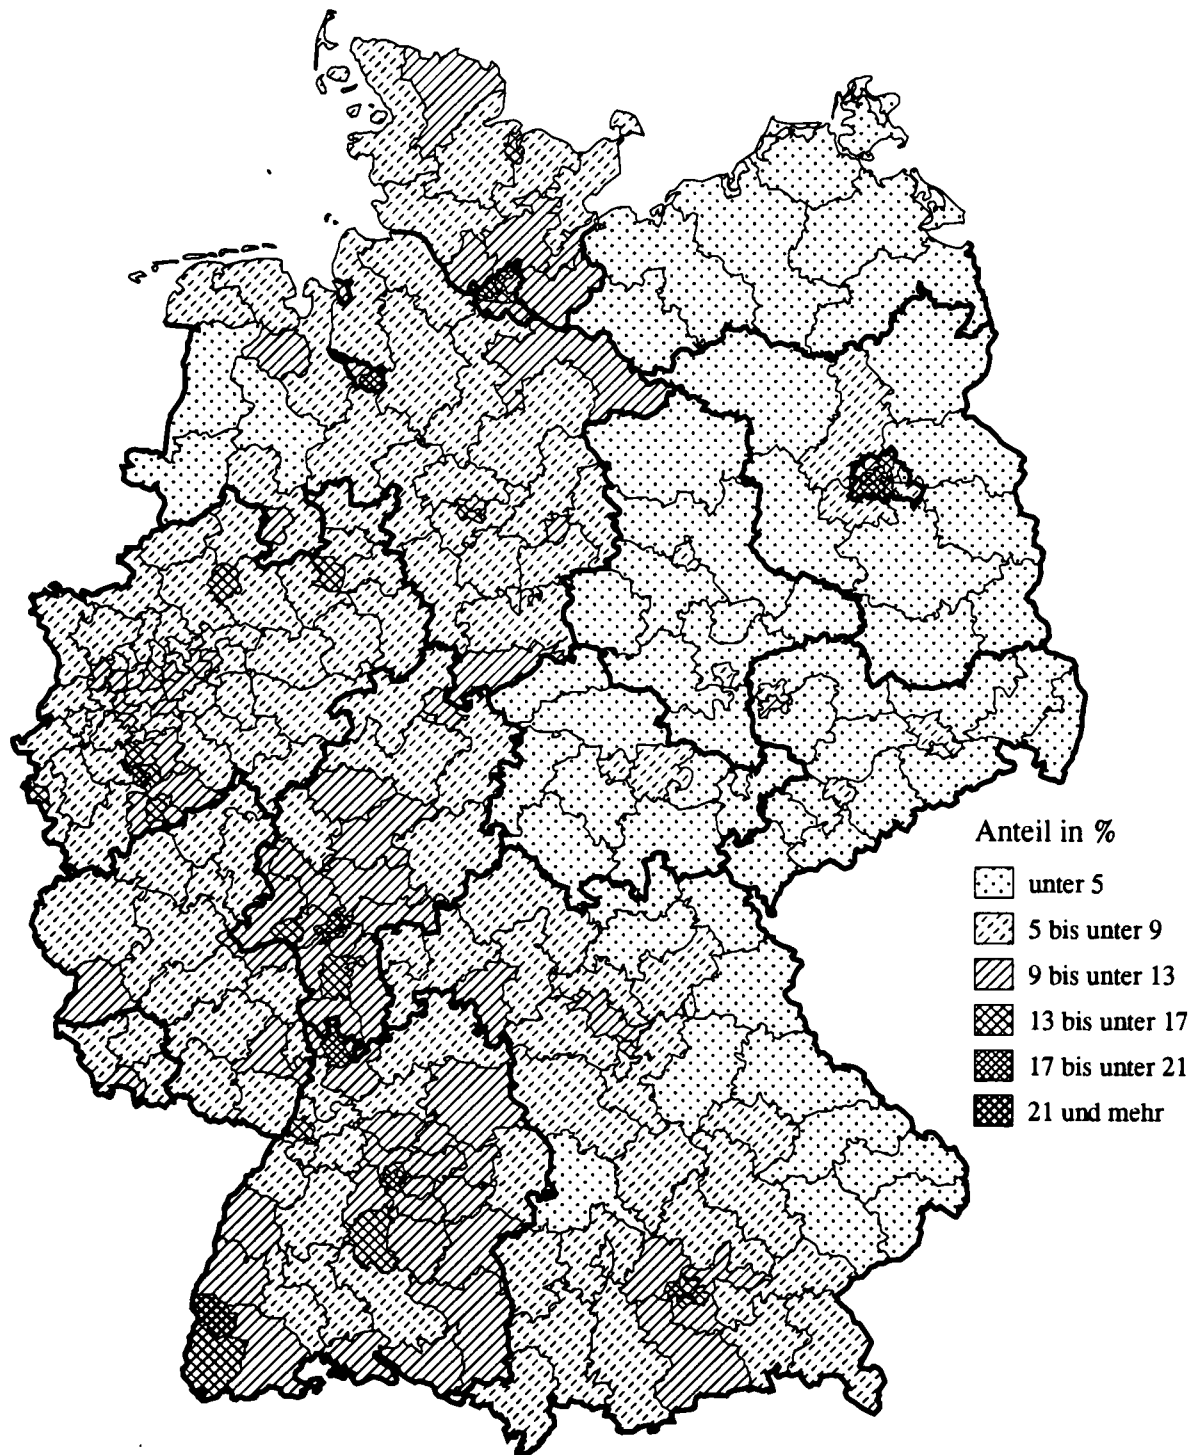 Anteil in %
unter 5
5 bis unter 9
9 bis unter 13
13 bis unter 17
17 bis unter 21
21 und mehr